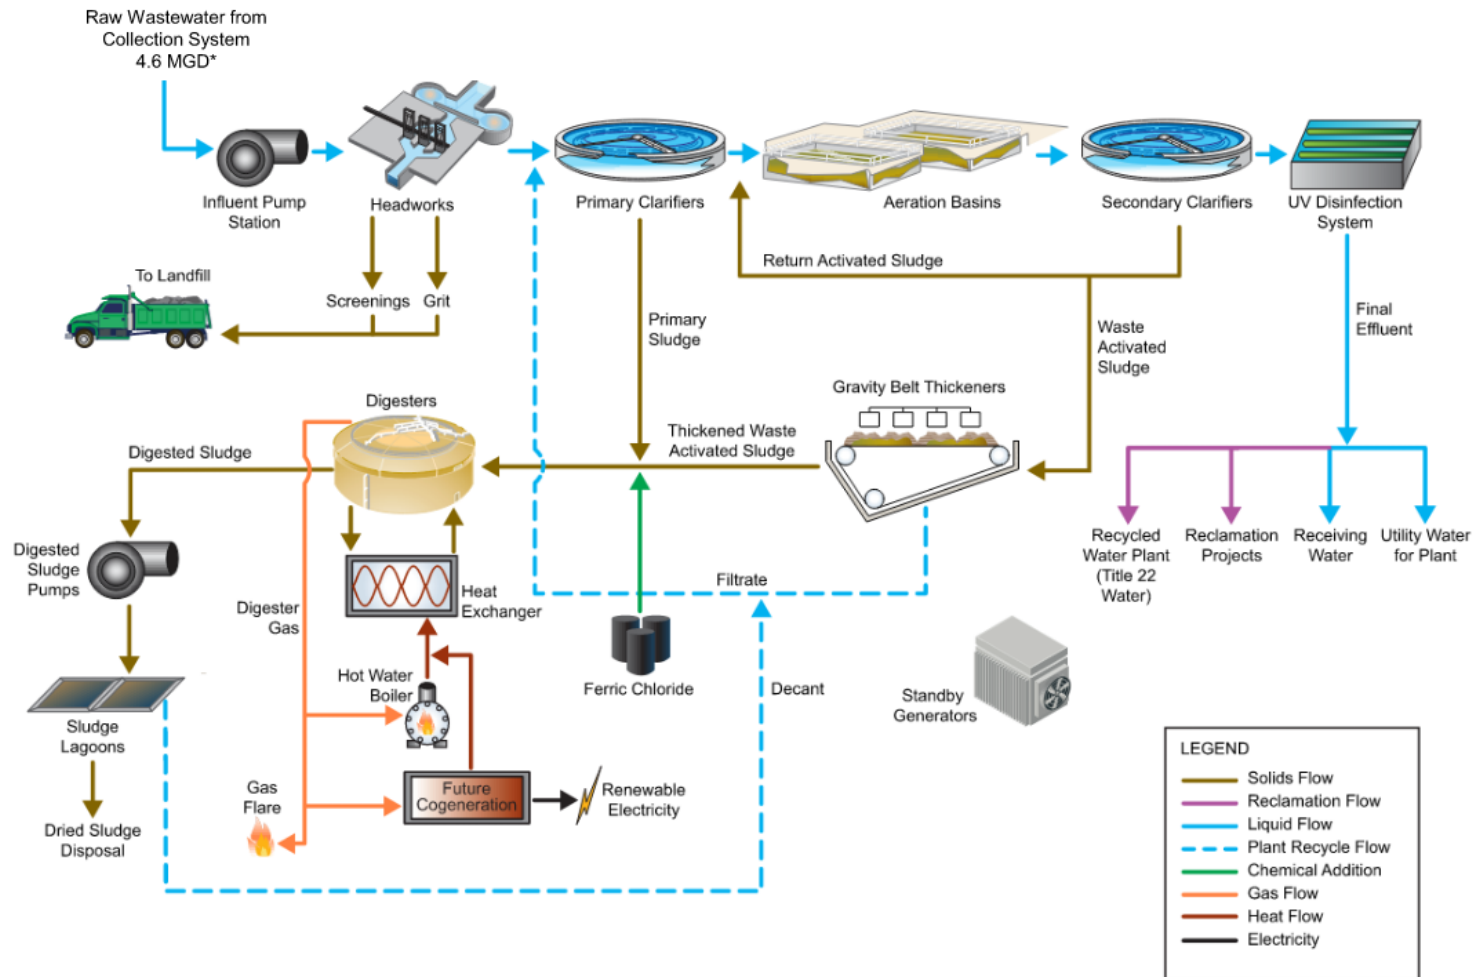 Raw Wastewater from
Collection System
4.6 MGD*
Influent Pump
Station
Headworks
Primary Clarifiers
Aeration Basins
Secondary Clarifiers
UV Disinfection
System
To Landfill
Screenings
Grit
Return Activated Sludge
Primary
Sludge
Waste
Activated
Sludge
Final
Effluent
Gravity Belt Thickeners
Digesters
Thickened Waste
Activated Sludge
Digested Sludge
Recycled
Water Plant
(Title 22
Water)
Reclamation
Projects
Receiving
Water
Utility Water
for Plant
Digested
Sludge
Pumps
Digester
Gas
Heat
Exchanger
Filtrate
Hot Water
Boiler
Ferric Chloride
Decant
Standby
Generators
Sludge
Lagoons
Gas
Flare
Future
Cogeneration
Renewable
Electricity
Dried Sludge
Disposal
LEGEND
Solids Flow
Reclamation Flow
Liquid Flow
Plant Recycle Flow
Chemical Addition
Gas Flow
Heat Flow
Electricity